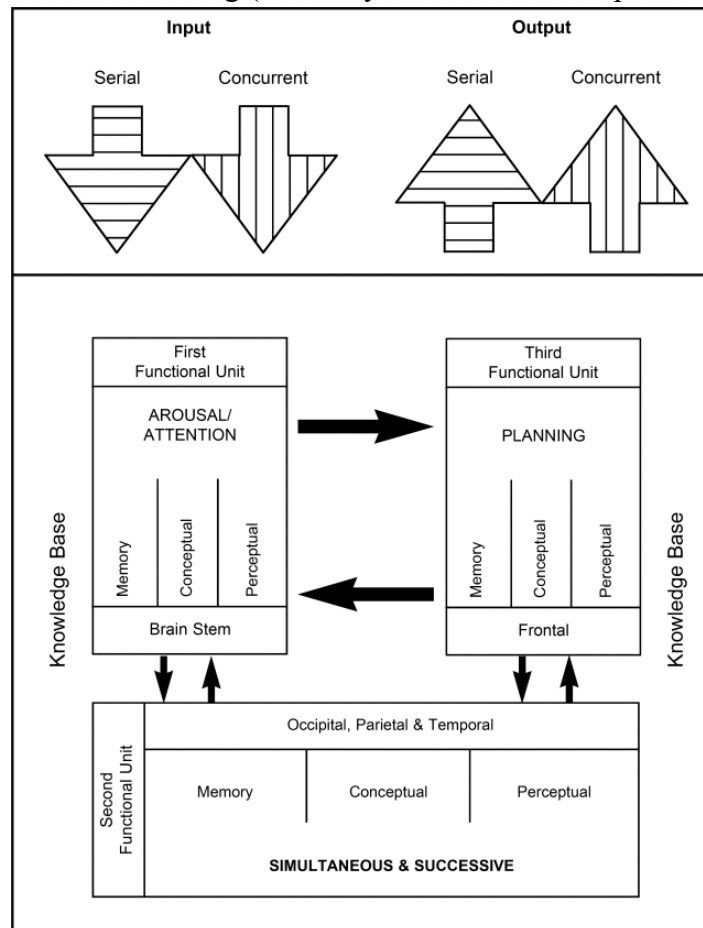 Input Output
Serial Concurrent Serial Concurrent
First
Functional Unit
AROUSAL/
ATTENTION
Memory
Conceptual
Perceptual
Brain Stem
Third
Functional Unit
PLANNING
Memory
Conceptual
Perceptual
Frontal
Knowledge Base
Knowledge Base
Second
Functional Unit
Occipital, Parietal & Temporal
Memory Conceptual Perceptual
SIMULTANEOUS & SUCCESSIVE